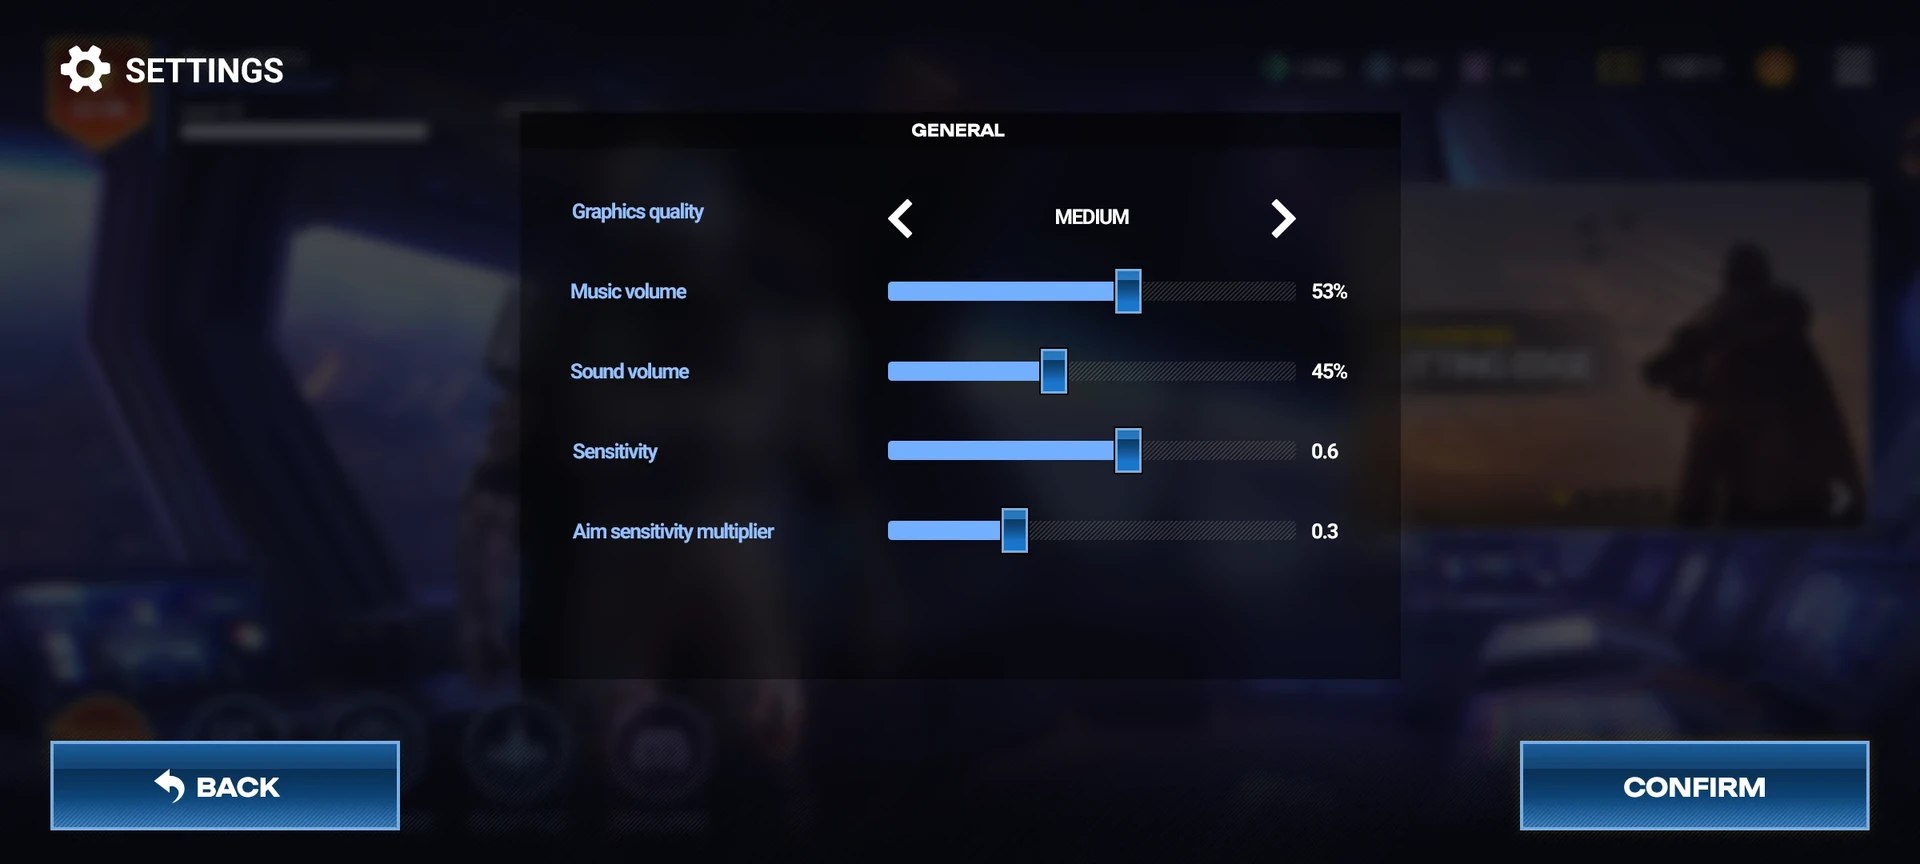 SETTINGS
GENERAL
Graphics quality
MEDIUM
Music volume
53%
Sound volume
45%
Sensitivity
0.6
Aim sensitivity multiplier
0.3
BACK
CONFIRM